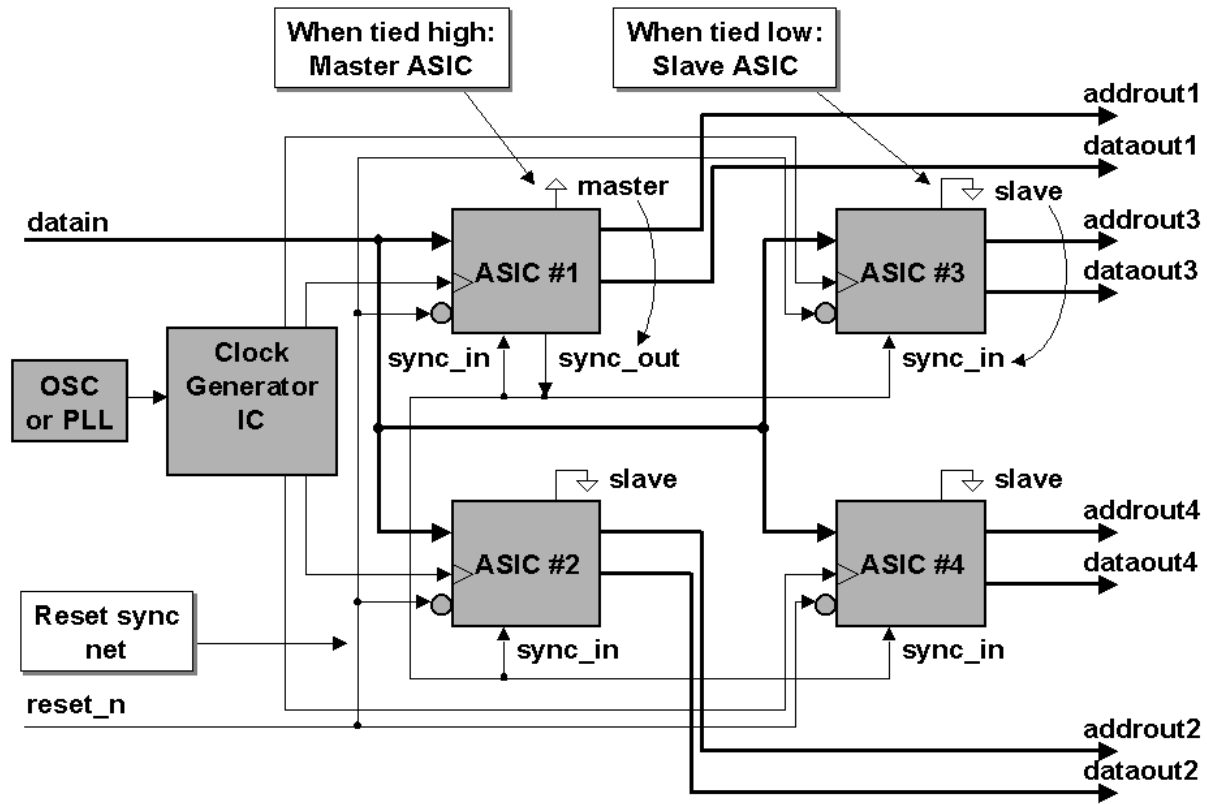 When tied high:
Master ASIC
When tied low:
Slave ASIC
addrout1
dataout1
master
slave
datain
addrout3
ASIC #1
ASIC #3
dataout3
sync_in
sync_out
sync_in
Clock
Generator
IC
OSC
or PLL
slave
slave
addrout4
ASIC #2
ASIC #4
dataout4
Reset sync
net
sync_in
sync_in
reset_n
addrout2
dataout2